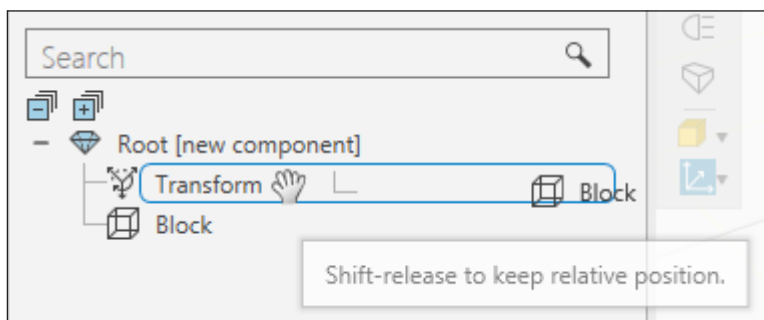 Search
Root [new component]
Transform
Block
Block
Shift-release to keep relative position.